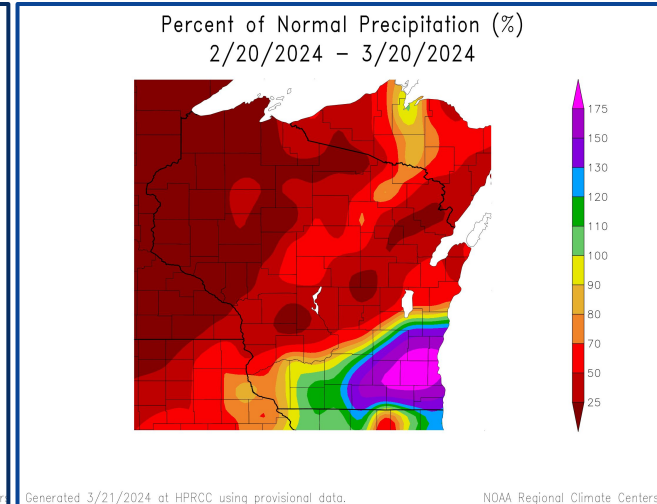 Percent of Normal Precipitation (%)
2/20/2024 – 3/20/2024
175
150
130
120
110
100
90
80
70
50
25
Generated 3/21/2024 at HPRCC using provisional data.
NOAA Regional Climate Centers